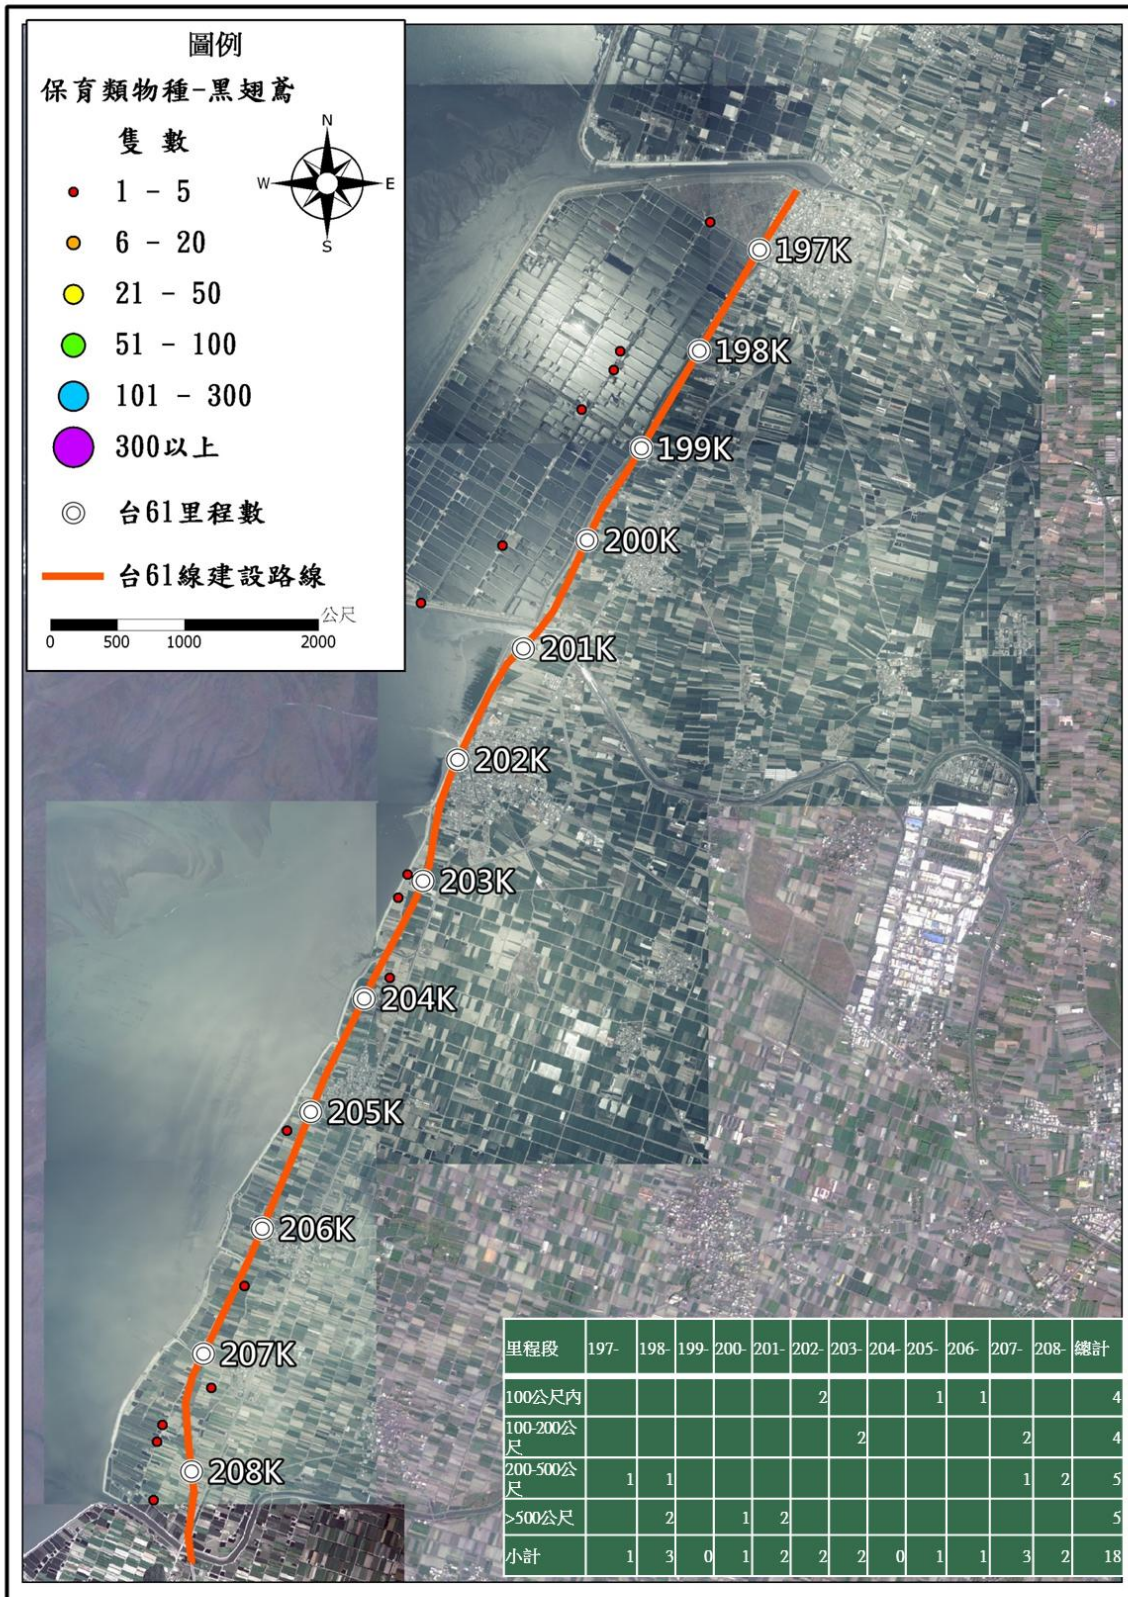 圖例
保育類物種-黑翅鳶
隻 數
1 - 5
6 - 20
21 - 50
51 - 100
101 - 300
300以上
台61里程數
台61線建設路線
公尺
0 500 1000 2000
N
W E
S
197K
198K
199K
200K
201K
202K
203K
204K
205K
206K
207K
208K
里程段 197- 198- 199- 200- 201- 202- 203- 204- 205- 206- 207- 208- 總計
100公尺內 2 1 1 4
100-200公
尺 2 2 4
200-500公
尺 1 1 1 2 5
>500公尺 2 1 2 5
小計 1 3 0 1 2 2 2 0 1 1 3 2 18